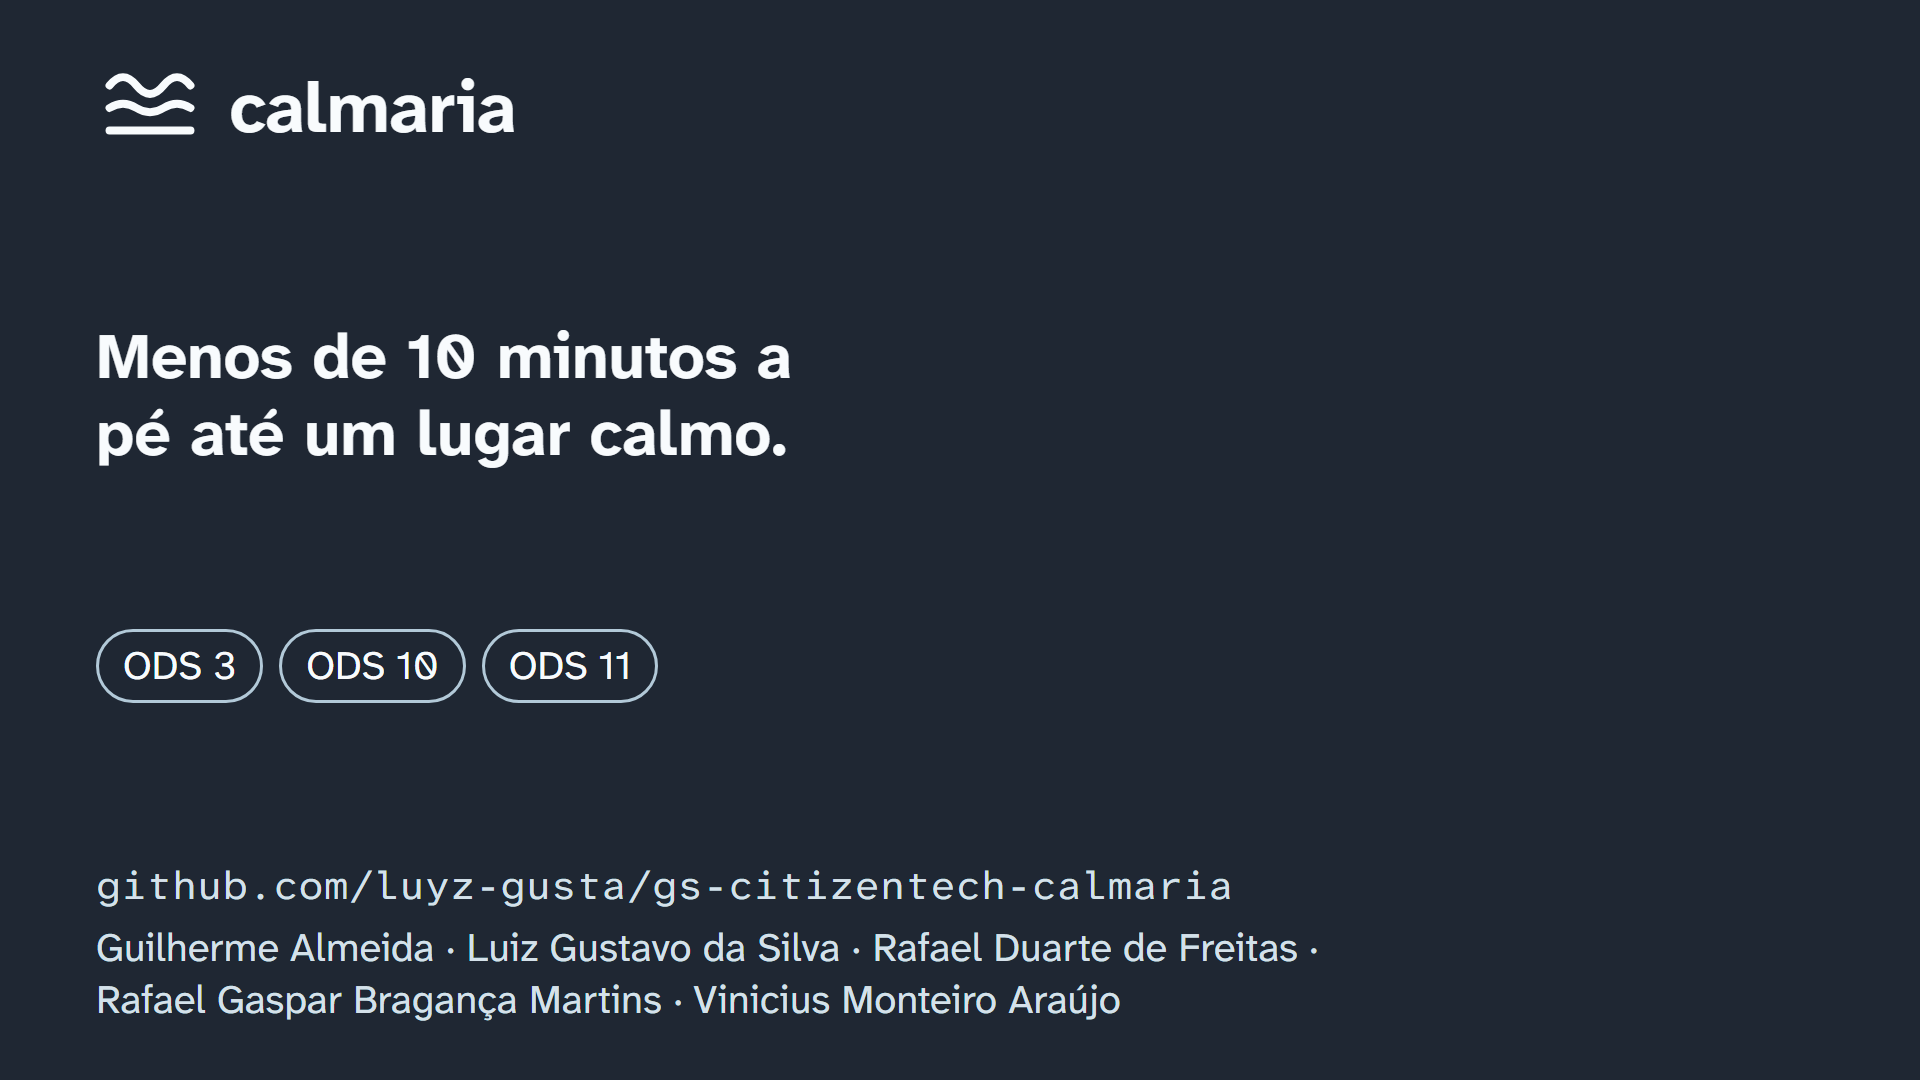 calmaria
Menos de 10 minutos a
pé até um lugar calmo.
ODS 3 ODS 10 ODS 11
github.com/luyz-gusta/gs-citizentech-calmaria
Guilherme Almeida · Luiz Gustavo da Silva · Rafael Duarte de Freitas ·
Rafael Gaspar Bragança Martins · Vinicius Monteiro Araújo